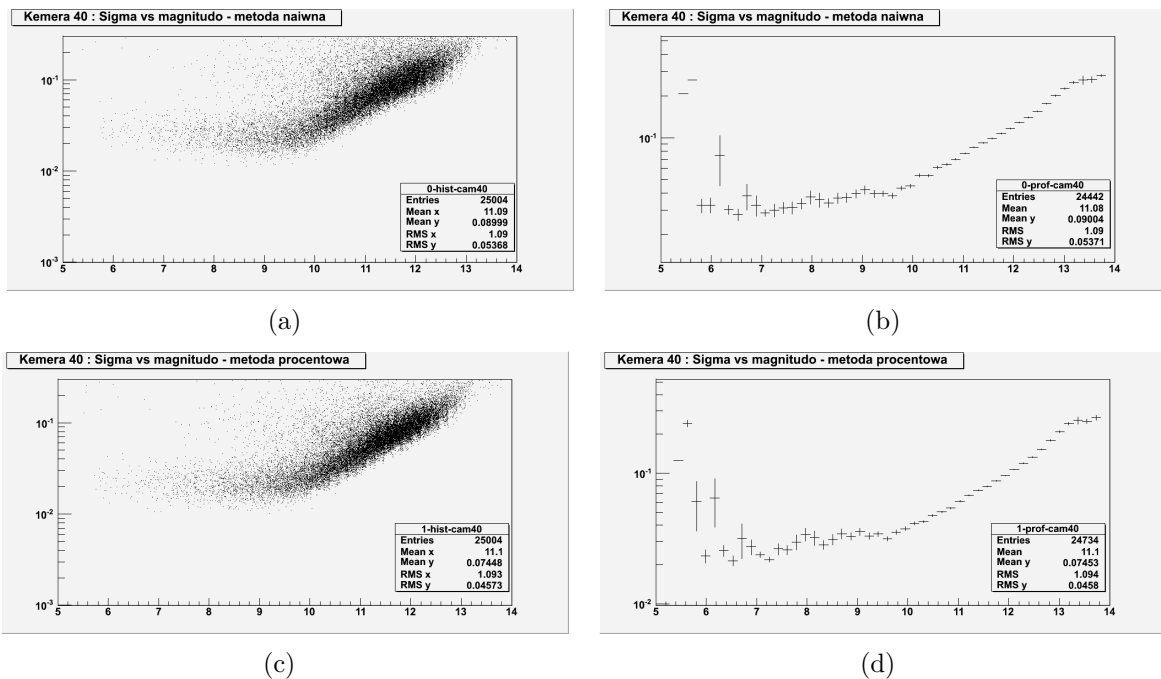 Kemera 40 : Sigma vs magnitudo - metoda naiwna
10⁻¹
10⁻²
10⁻³
5 6 7 8 9 10 11 12 13 14
0-hist-cam40
Entries 25004
Mean x 11.09
Mean y 0.08999
RMS x 1.09
RMS y 0.05368
(a)
Kemera 40 : Sigma vs magnitudo - metoda naiwna
10⁻¹
5 6 7 8 9 10 11 12 13 14
0-prof-cam40
Entries 24442
Mean 11.08
Mean y 0.09004
RMS 1.09
RMS y 0.05371
(b)
Kemera 40 : Sigma vs magnitudo - metoda procentowa
10⁻¹
10⁻²
10⁻³
5 6 7 8 9 10 11 12 13 14
1-hist-cam40
Entries 25004
Mean x 11.1
Mean y 0.07448
RMS x 1.093
RMS y 0.04573
(c)
Kemera 40 : Sigma vs magnitudo - metoda procentowa
10⁻¹
10⁻²
5 6 7 8 9 10 11 12 13 14
1-prof-cam40
Entries 24734
Mean 11.1
Mean y 0.07453
RMS 1.094
RMS y 0.0458
(d)